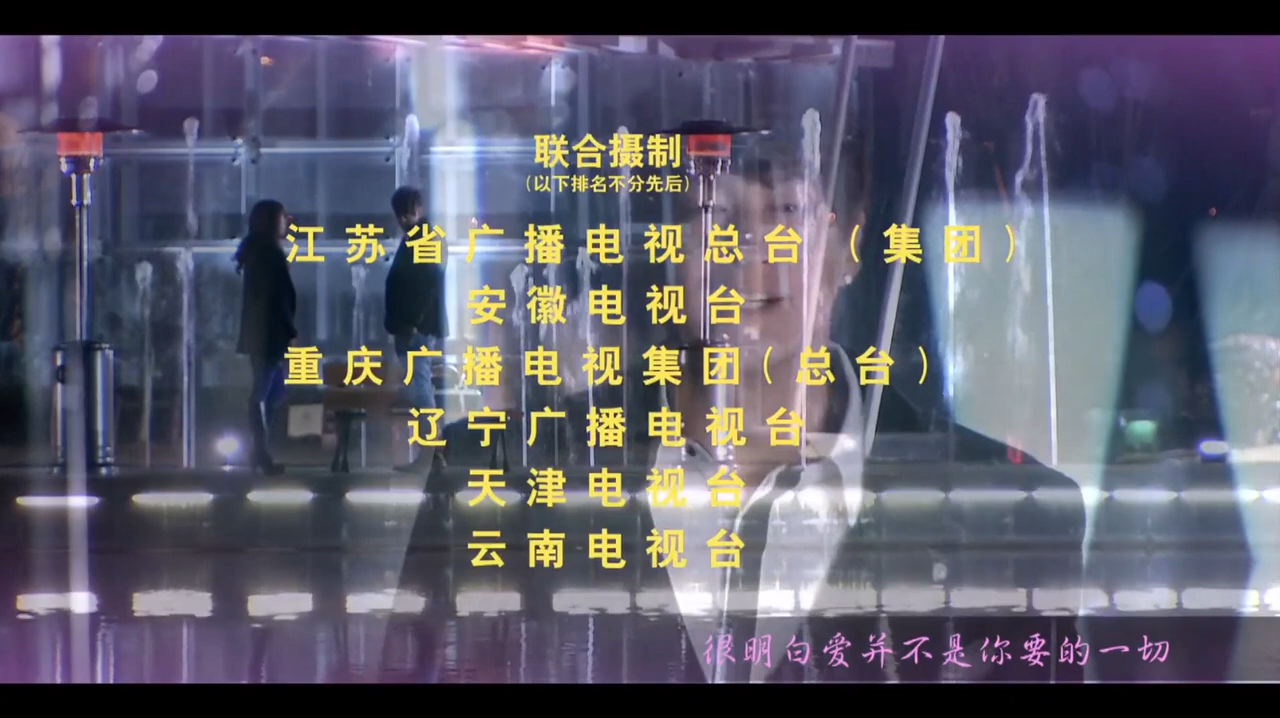 联合摄制
(以下排名不分先后)
江苏省广播电视总台（集团）
安徽电视台
重庆广播电视集团(总台)
辽宁广播电视台
天津电视台
云南电视台
很明白爱并不是你要的一切